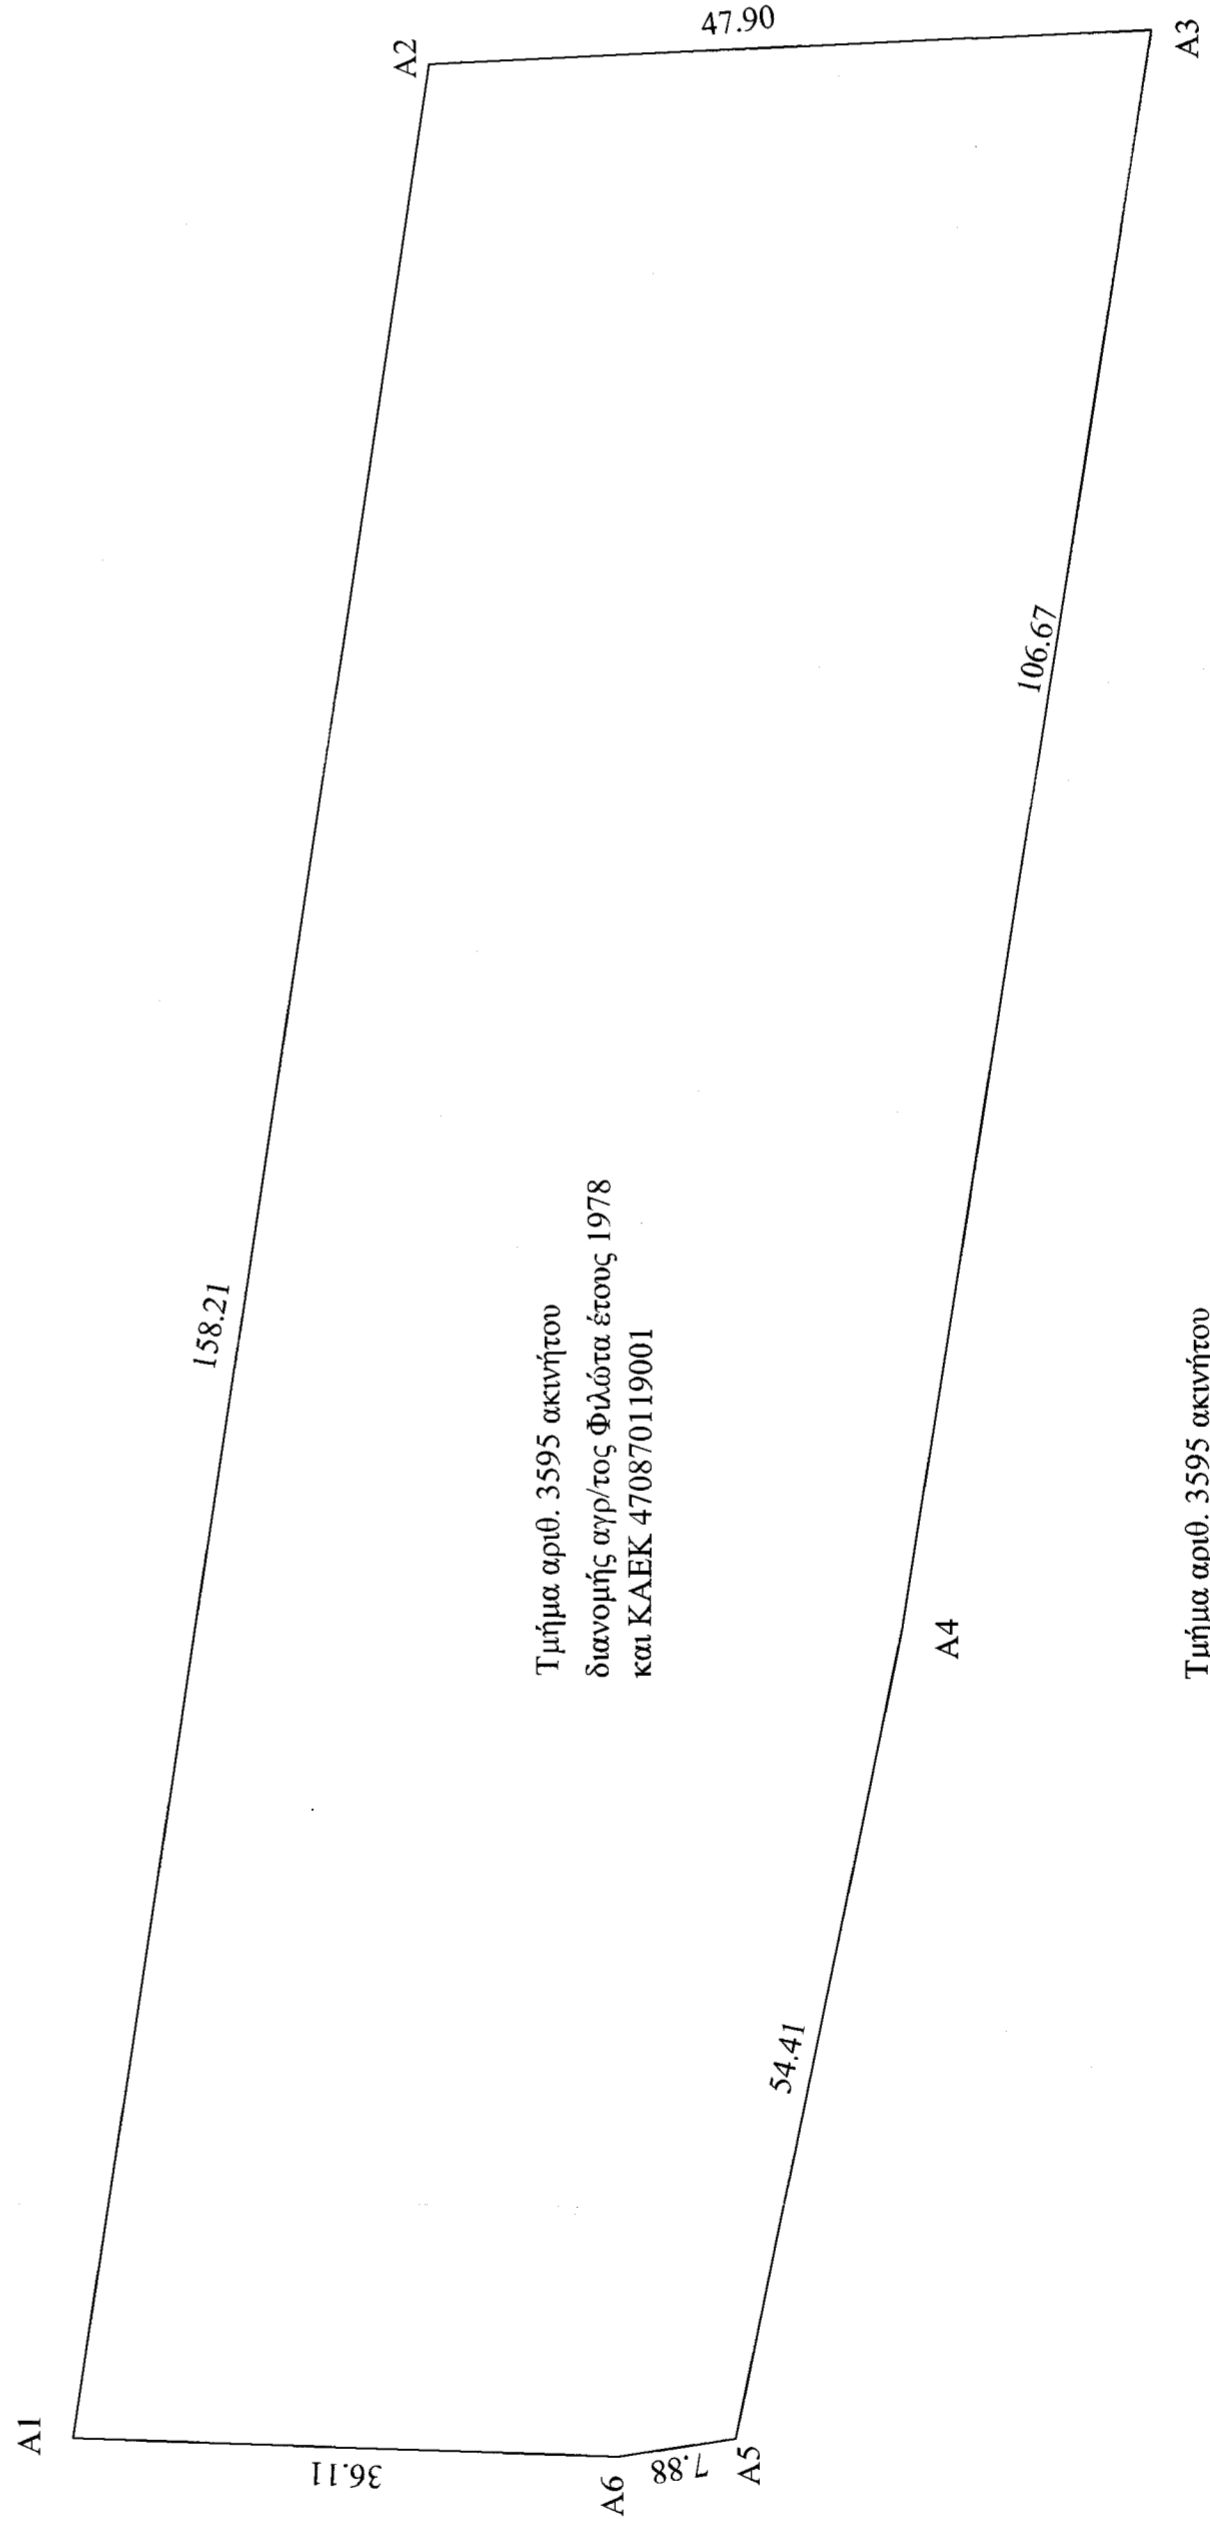 A1
158.21
A2
47.90
A3
106.67
A4
54.41
A5
7.88
A6
36.11
Τμήμα αριθ. 3595 ακινήτου
διανομής αγρ/τος Φιλώτα έτους 1978
και ΚΑΕΚ 470870119001
Τμήμα αριθ. 3595 ακινήτου